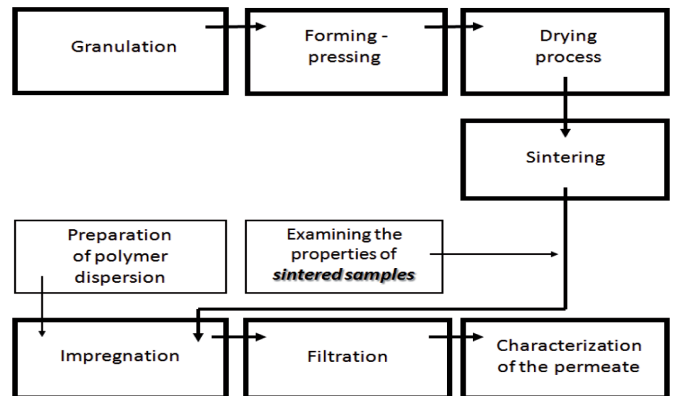 Granulation
Forming -
pressing
Drying
process
Sintering
Preparation
of polymer
dispersion
Examining the
properties of
sintered samples
Impregnation
Filtration
Characterization
of the permeate